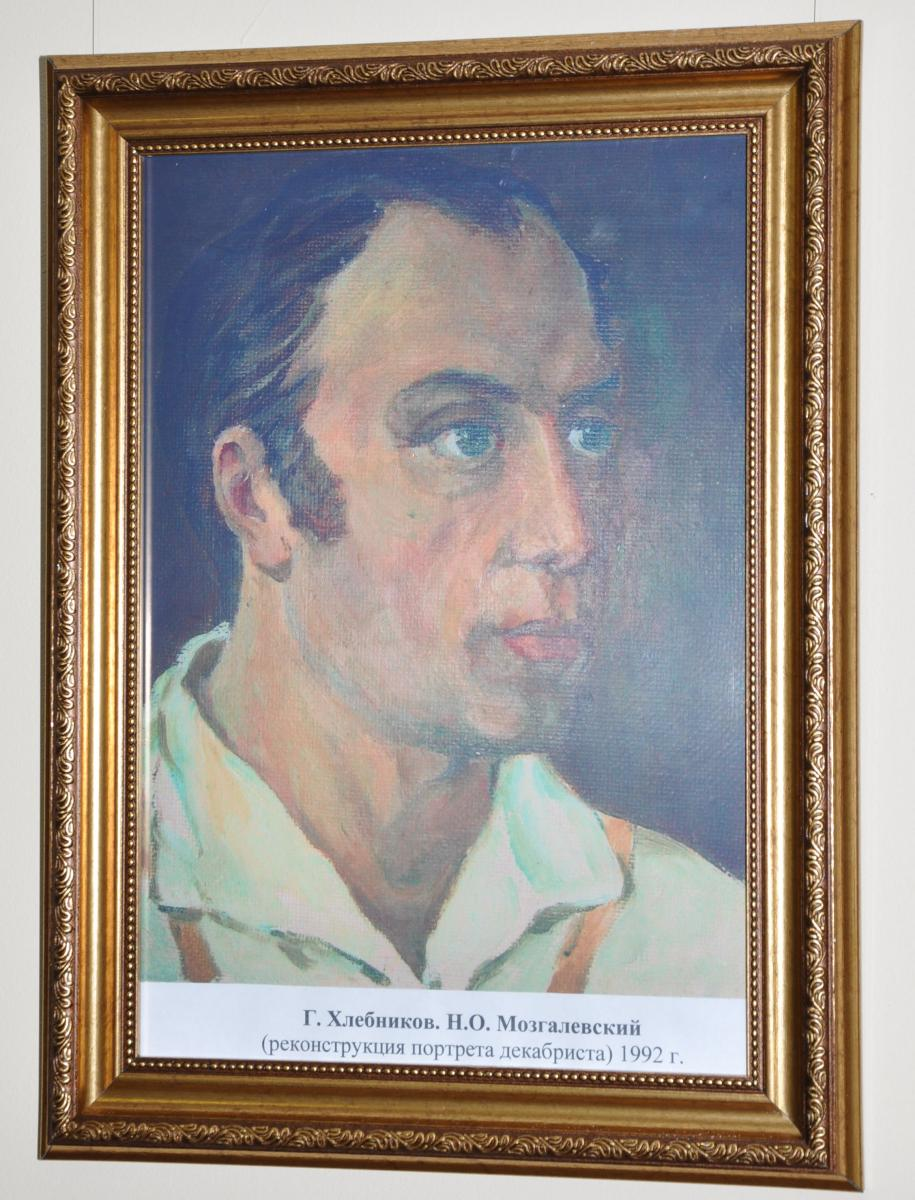 Г. Хлебников. Н.О. Мозгалевский
(реконструкция портрета декабриста) 1992 г.